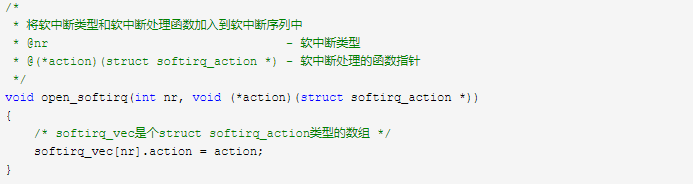 /*
 * 将软中断类型和软中断处理函数加入到软中断序列中
 * @nr                                 - 软中断类型
 * @(*action)(struct softirq_action *) - 软中断处理的函数指针
 */
void open_softirq(int nr, void (*action)(struct softirq_action *))
{
    /* softirq_vec是个struct softirq_action类型的数组 */
    softirq_vec[nr].action = action;
}